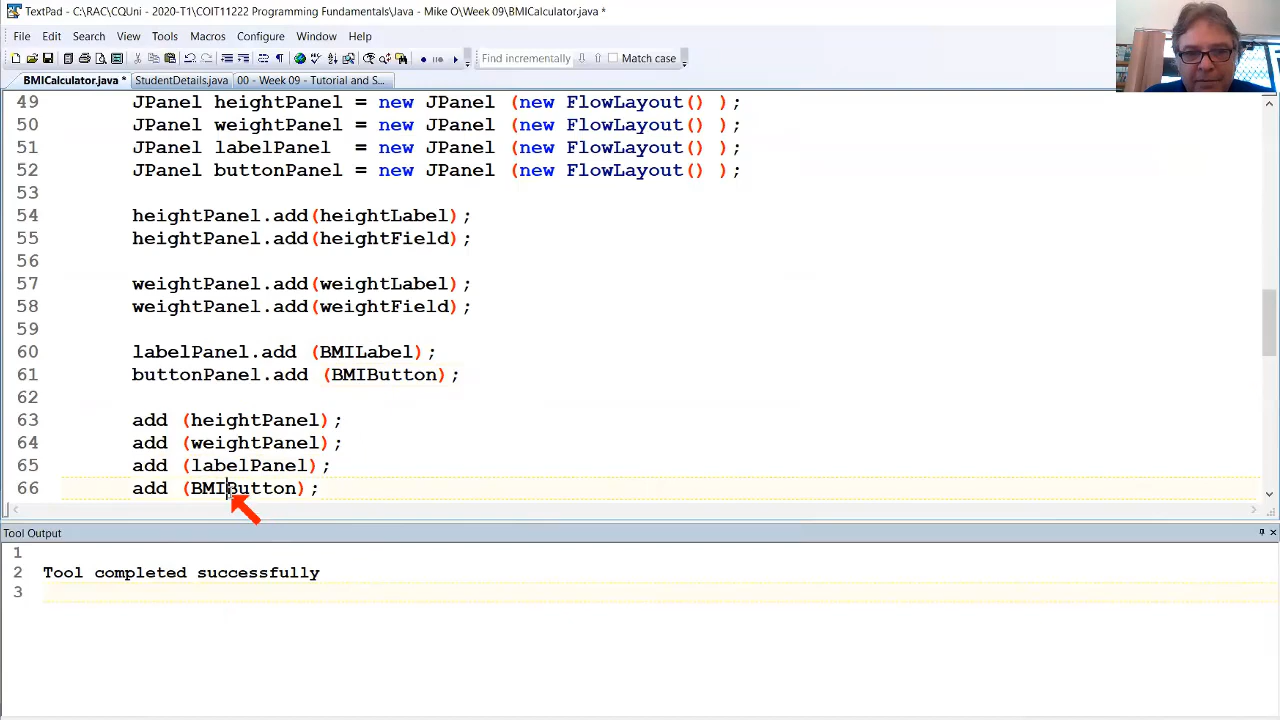 TextPad - C:\RAC\CQUni - 2020-T1\COIT11222 Programming Fundamentals\Java - Mike O\Week 09\BMICalculator.java *
File Edit Search View Tools Macros Configure Window Help
Find incrementally Match case
BMICalculator.java * StudentDetails.java 00 - Week 09 - Tutorial and S...
49 JPanel heightPanel = new JPanel (new FlowLayout() );
50 JPanel weightPanel = new JPanel (new FlowLayout() );
51 JPanel labelPanel  = new JPanel (new FlowLayout() );
52 JPanel buttonPanel = new JPanel (new FlowLayout() );
53
54 heightPanel.add(heightLabel);
55 heightPanel.add(heightField);
56
57 weightPanel.add(weightLabel);
58 weightPanel.add(weightField);
59
60 labelPanel.add (BMILabel);
61 buttonPanel.add (BMIButton);
62
63 add (heightPanel);
64 add (weightPanel);
65 add (labelPanel);
66 add (BMIButton);
Tool Output
1
2 Tool completed successfully
3